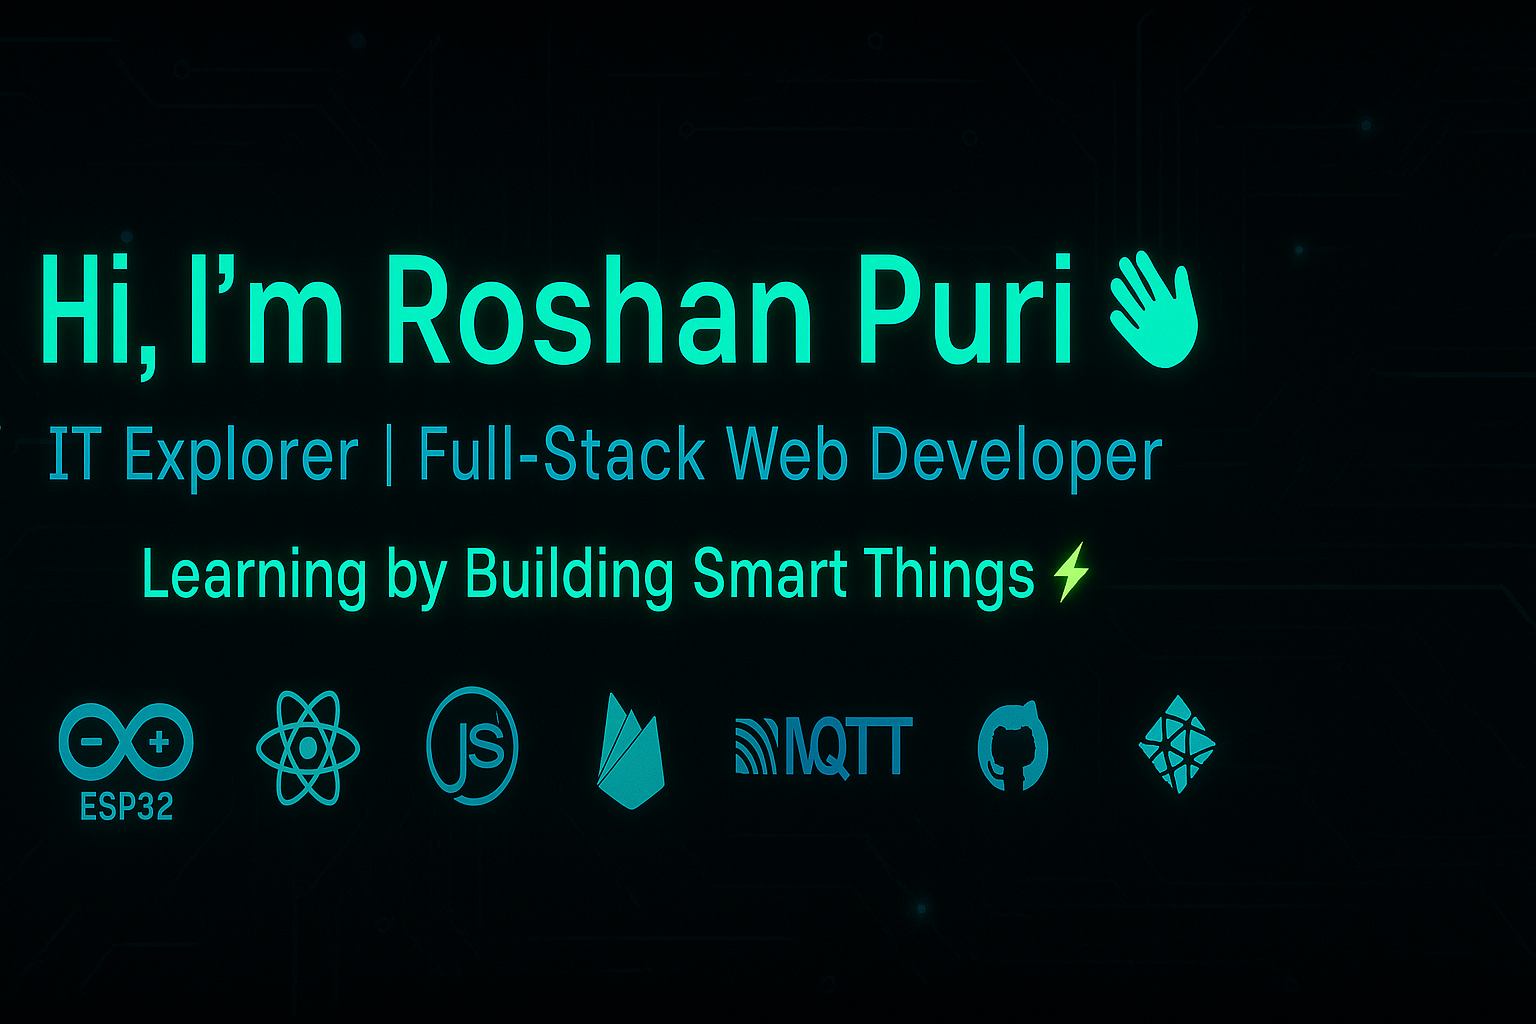 Hi, I’m Roshan Puri 👋
IT Explorer | Full-Stack Web Developer
Learning by Building Smart Things⚡
JS MQTT
ESP32